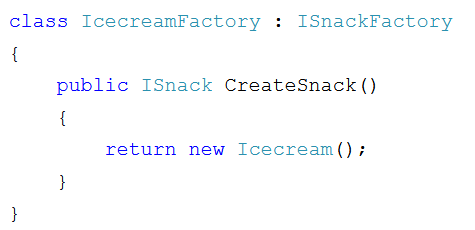 class IcecreamFactory : ISnackFactory
{
    public ISnack CreateSnack()
    {
        return new Icecream();
    }
}